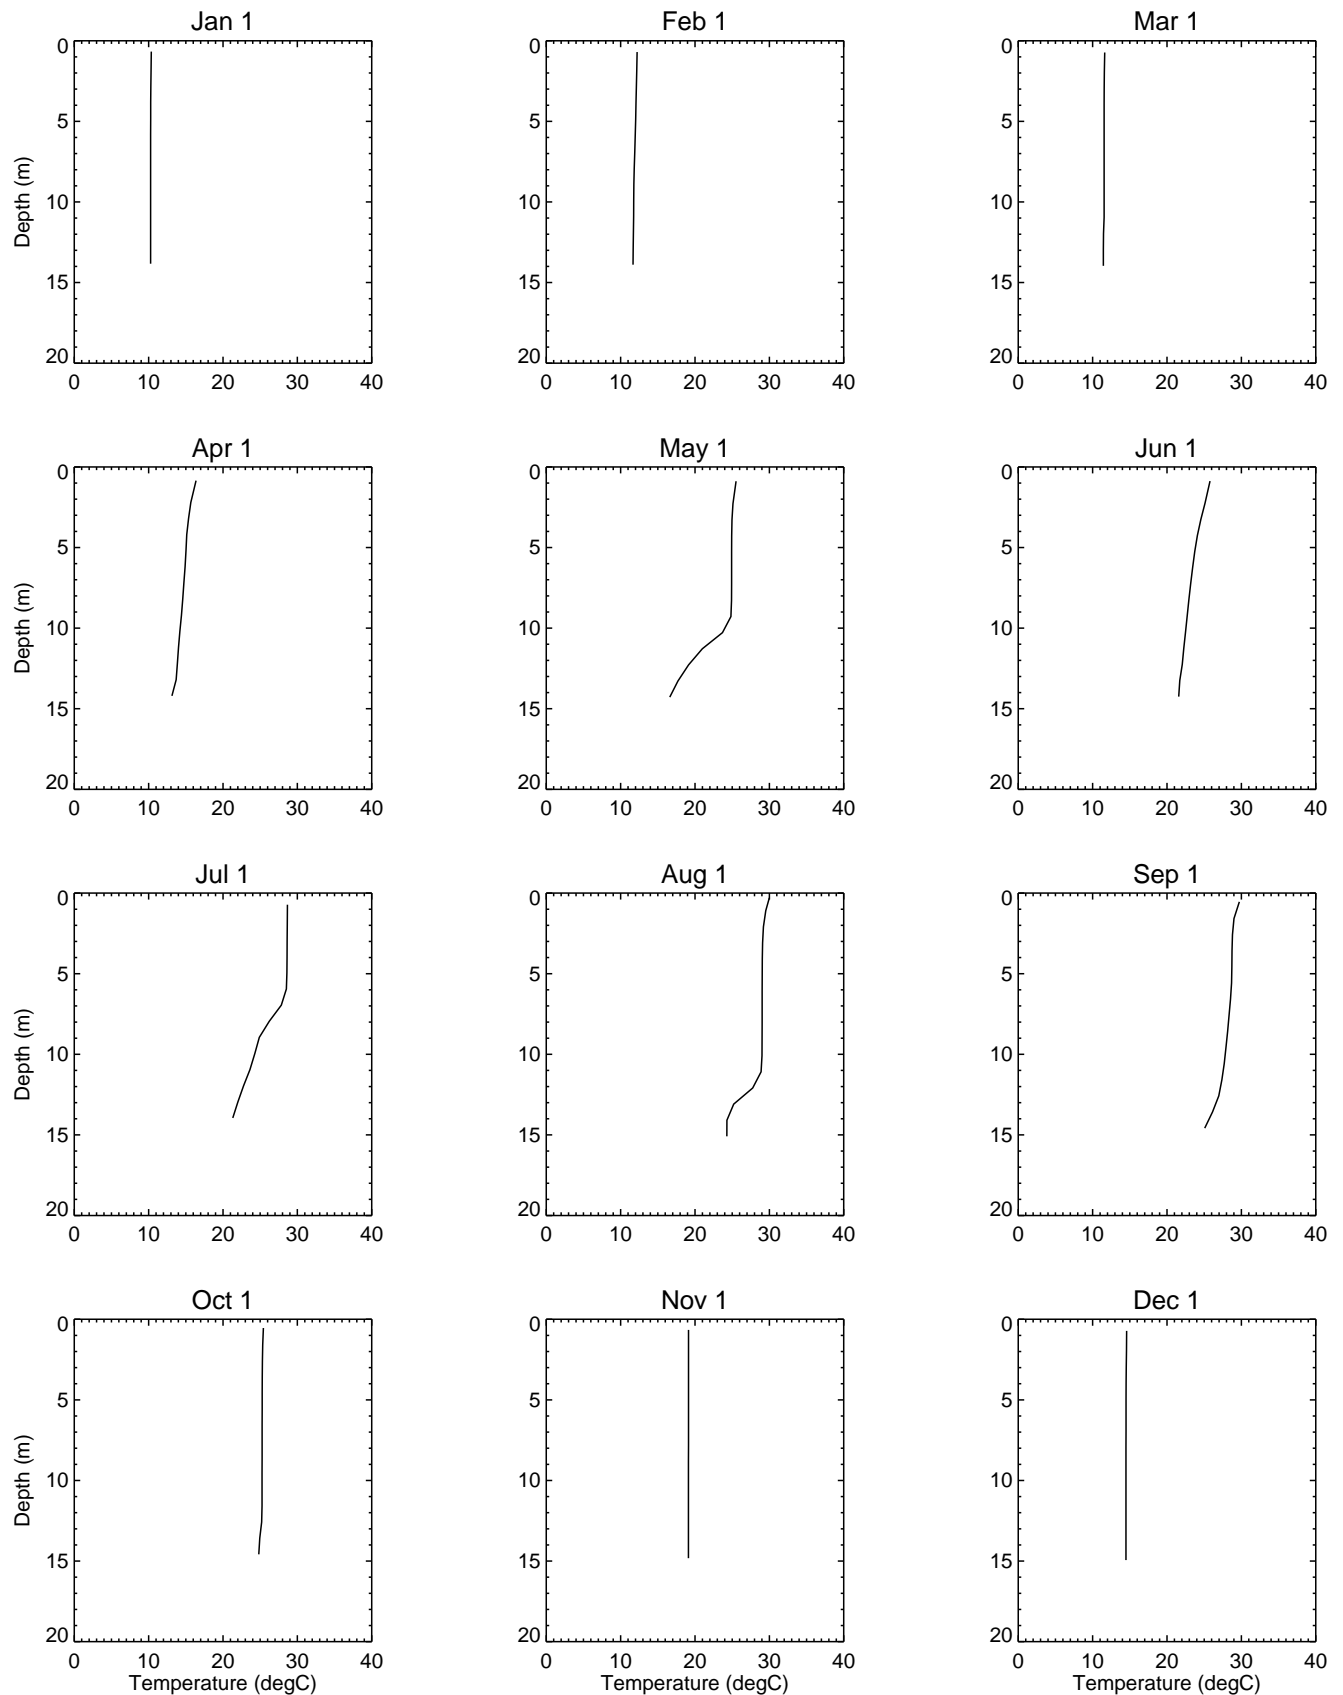 Jan 1 Feb 1 Mar 1
0 0 0
5 5 5
Depth (m)
10 10 10
15 15 15
20 20 20
0 10 20 30 40 0 10 20 30 40 0 10 20 30 40
Apr 1 May 1 Jun 1
0 0 0
5 5 5
Depth (m)
10 10 10
15 15 15
20 20 20
0 10 20 30 40 0 10 20 30 40 0 10 20 30 40
Jul 1 Aug 1 Sep 1
0 0 0
5 5 5
Depth (m)
10 10 10
15 15 15
20 20 20
0 10 20 30 40 0 10 20 30 40 0 10 20 30 40
Oct 1 Nov 1 Dec 1
0 0 0
5 5 5
Depth (m)
10 10 10
15 15 15
20 20 20
0 10 20 30 40 0 10 20 30 40 0 10 20 30 40
Temperature (degC) Temperature (degC) Temperature (degC)